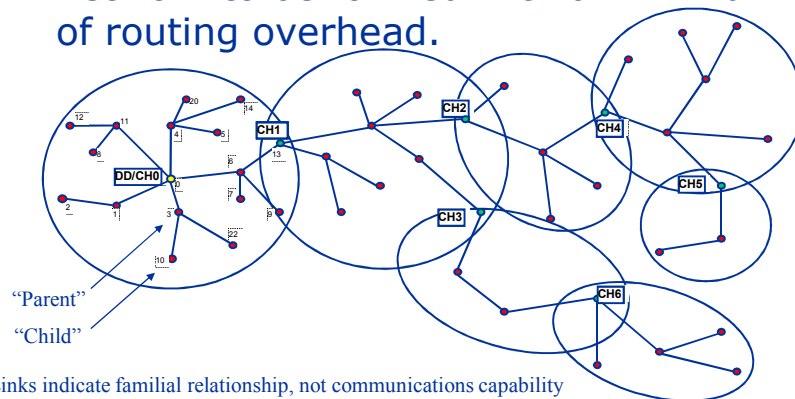 of routing overhead.
20
14
12
11
4
5
8
CH1
13
6
CH2
CH4
DD/CH0
0
7
CH5
2
1
3
9
CH3
22
10
"Parent"
"Child"
CH6
inks indicate familial relationship, not communications capability